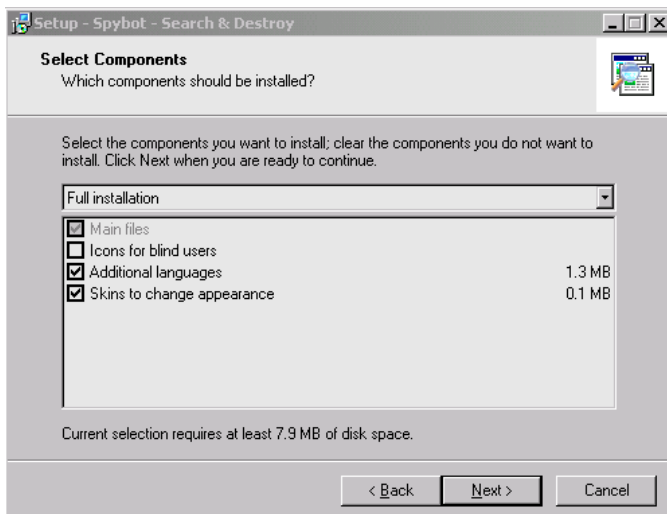 Setup - Spybot - Search & Destroy
Select Components
Which components should be installed?
Select the components you want to install; clear the components you do not want to
install. Click Next when you are ready to continue.
Full installation
Main files
Icons for blind users
Additional languages 1.3 MB
Skins to change appearance 0.1 MB
Current selection requires at least 7.9 MB of disk space.
< Back Next > Cancel